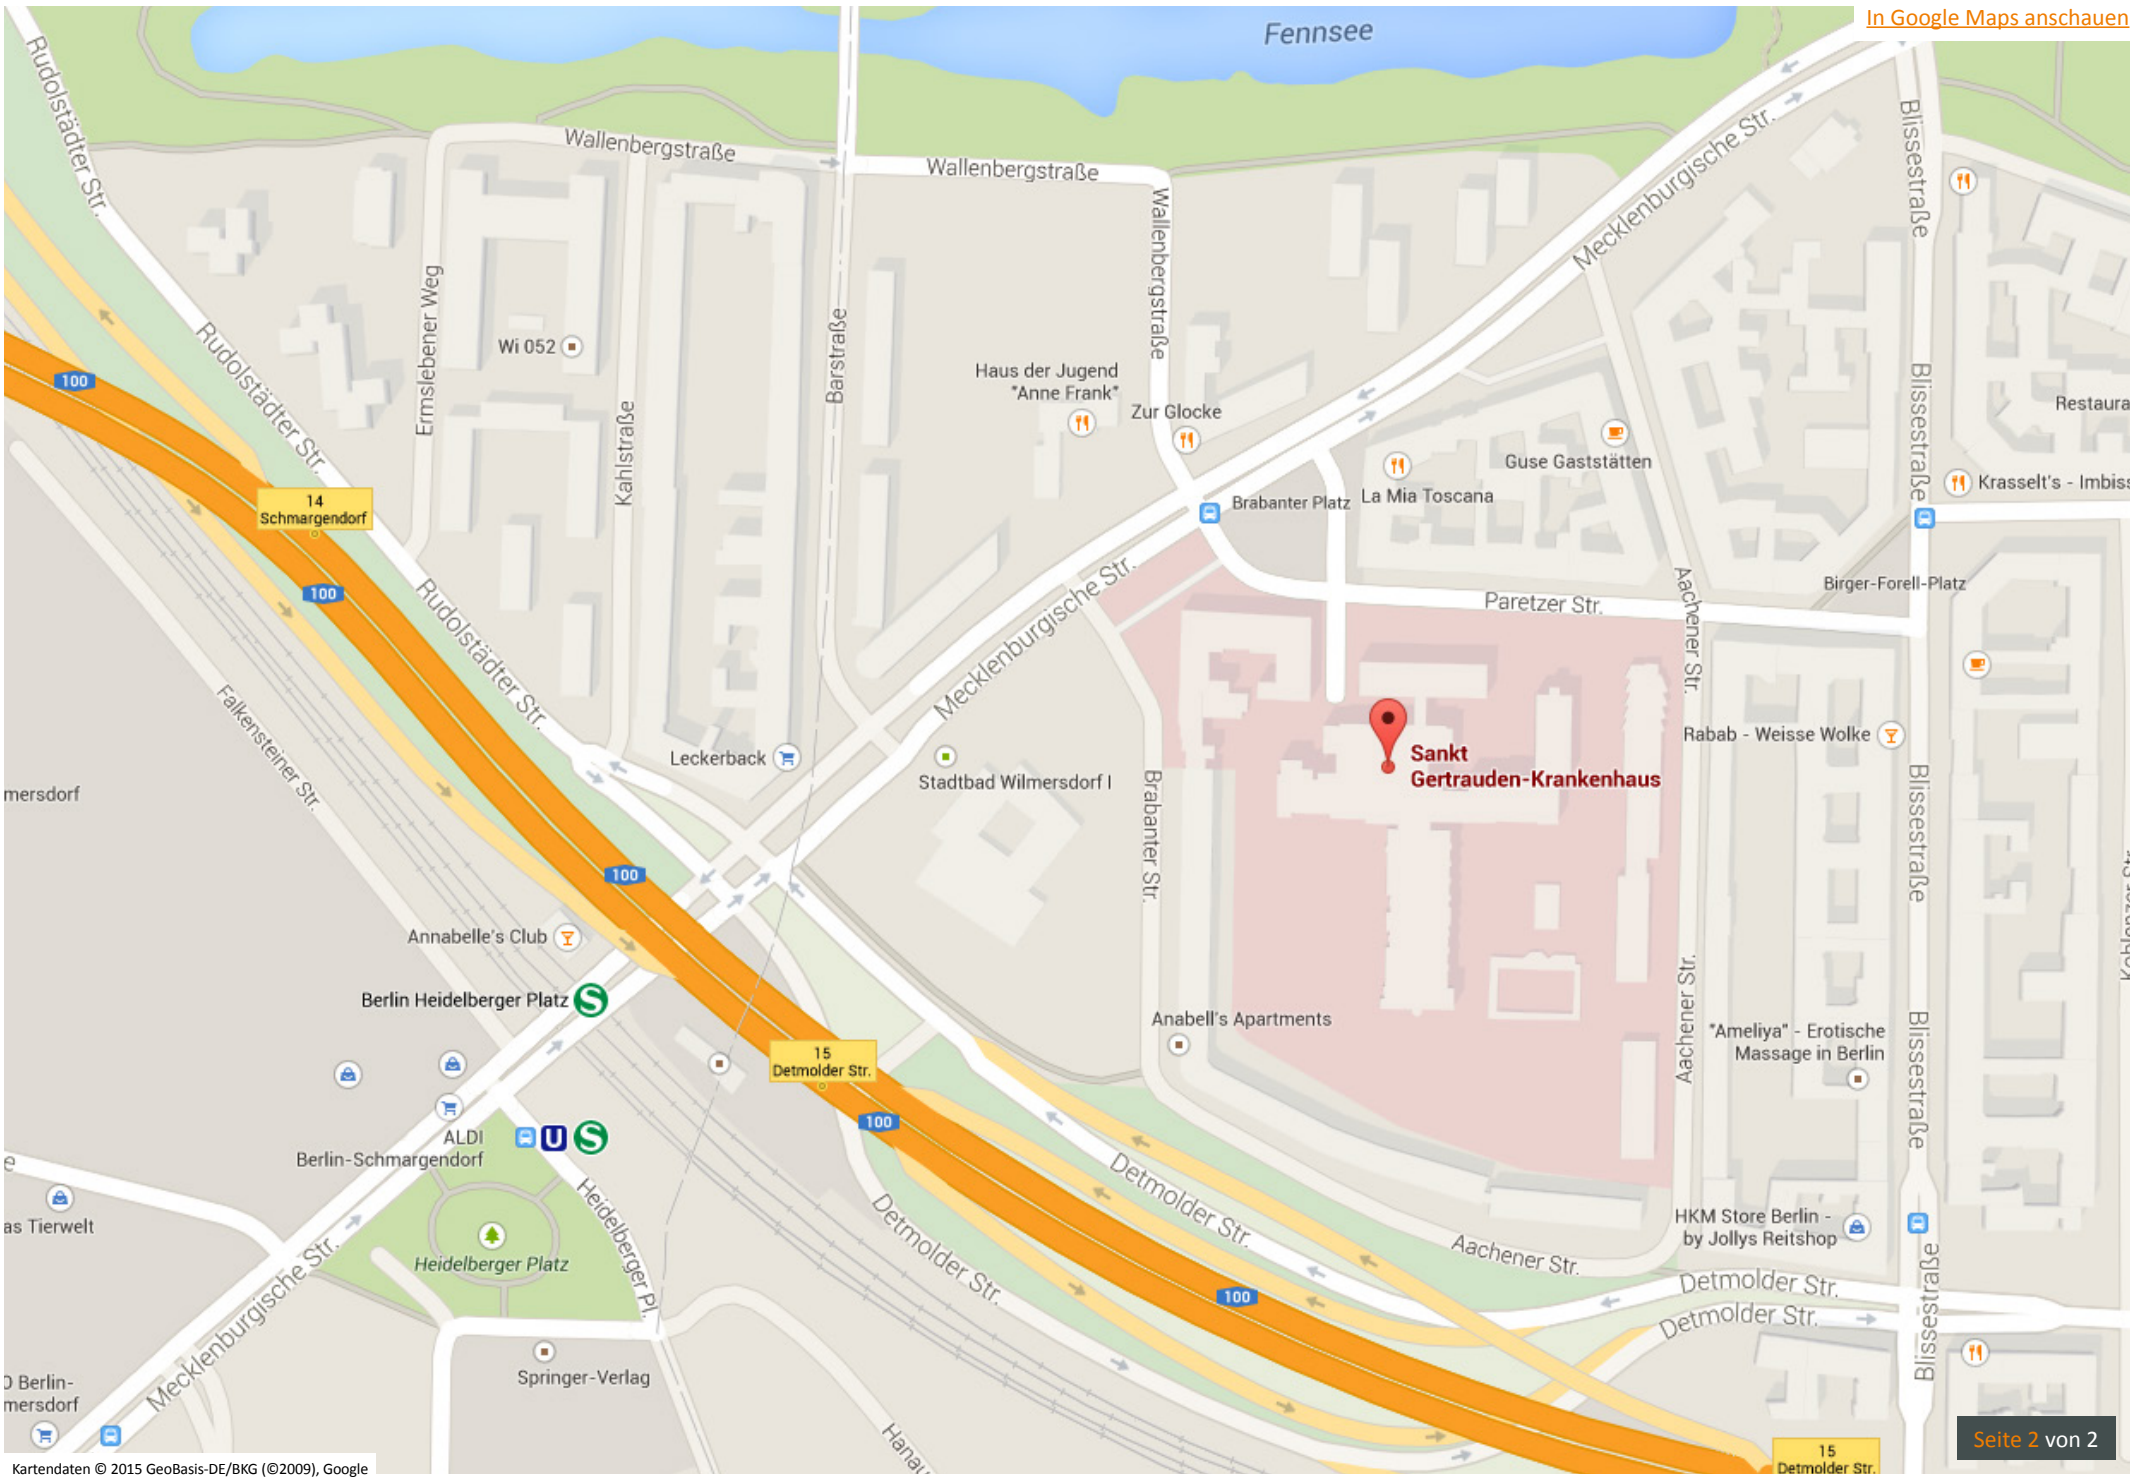 In Google Maps anschauen
Fennsee
Rudolstädter Str.
Wallenbergstraße
Wallenbergstraße
Wallenbergstraße
Mecklenburgische Str.
Blissestraße
Ermslebener Weg
Wi 052
Barstraße
Kahlstraße
Rudolstädter Str.
100
Haus der Jugend
"Anne Frank"
Zur Glocke
Blissestraße
Restaura
Guse Gaststätten
La Mia Toscana
Krasselt's - Imbiss
Brabanter Platz
14
Schmargendorf
100
Rudolstädter Str.
Mecklenburgische Str.
Paretzer Str.
Aachener Str.
Birger-Forell-Platz
Falkensteiner Str.
Leckerback
Stadtbad Wilmersdorf I
Sankt
Gertrauden-Krankenhaus
Rabab - Weisse Wolke
mersdorf
Brabanter Str.
Blissestraße
100
Annabelle's Club
Berlin Heidelberger Platz
S
Anabell's Apartments
Aachener Str.
"Ameliya" - Erotische
Massage in Berlin
Blissestraße
15
Detmolder Str.
100
ALDI
Berlin-Schmargendorf
U
S
Heidelberger Pl.
Heidelberger Platz
as Tierwelt
e
Detmolder Str.
Detmolder Str.
Aachener Str.
HKM Store Berlin -
by Jollys Reitshop
Detmolder Str.
Detmolder Str.
Blissestraße
100
Mecklenburgische Str.
Springer-Verlag
Berlin-
mersdorf
Hanau
15
Detmolder Str.
Seite 2 von 2
Kartendaten © 2015 GeoBasis-DE/BKG (©2009), Google